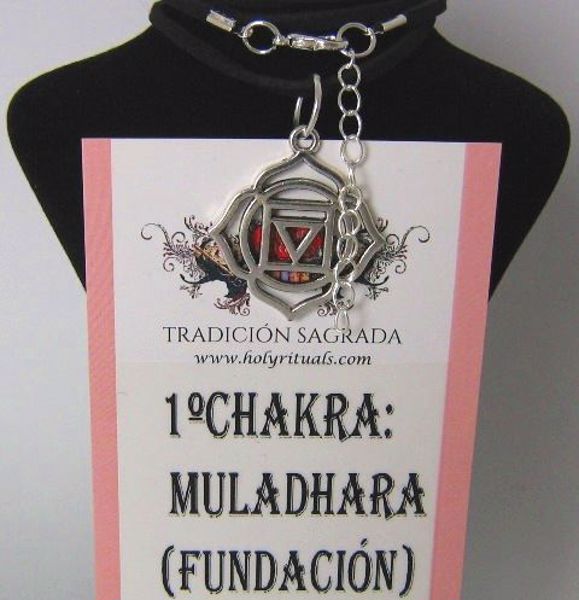 TRADICIÓN SAGRADA
www.holyrituals.com
1ºCHAKRA:
MULADHARA
(FUNDACIÓN)